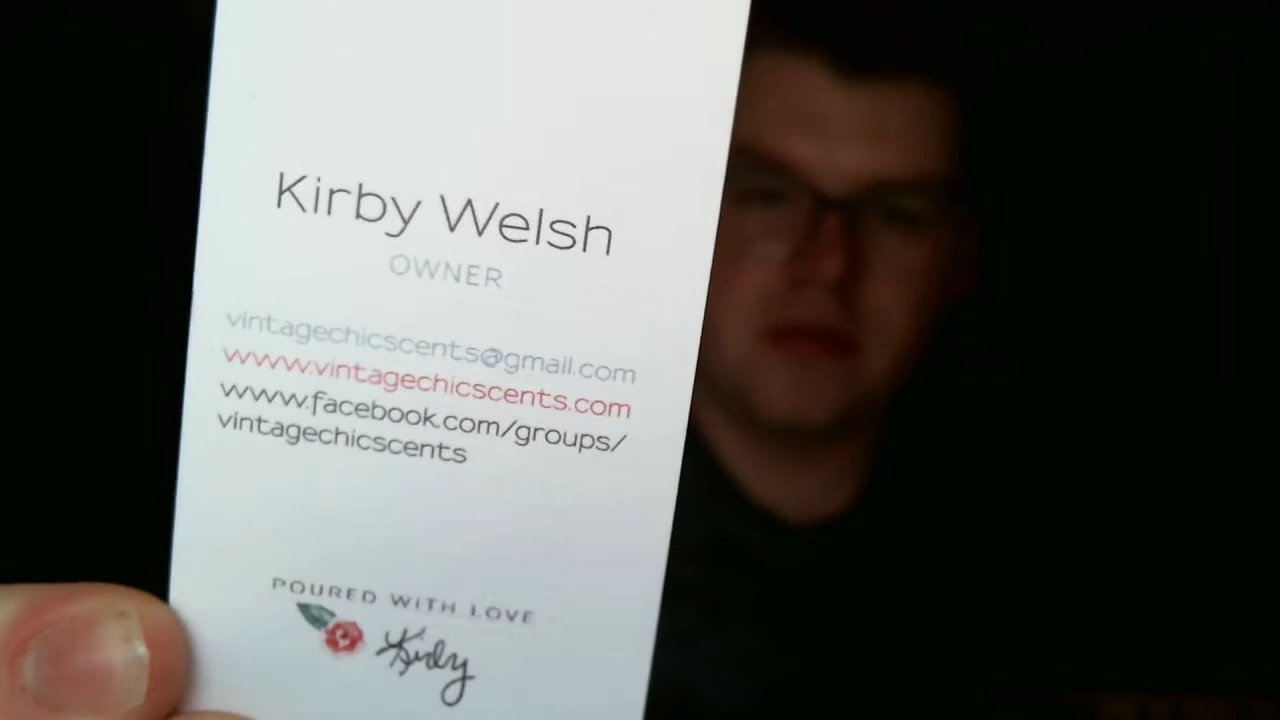 Kirby Welsh
OWNER
vintagechicscents@gmail.com
www.vintagechicscents.com
www.facebook.com/groups/
vintagechicscents
POURED WITH LOVE
Kirby